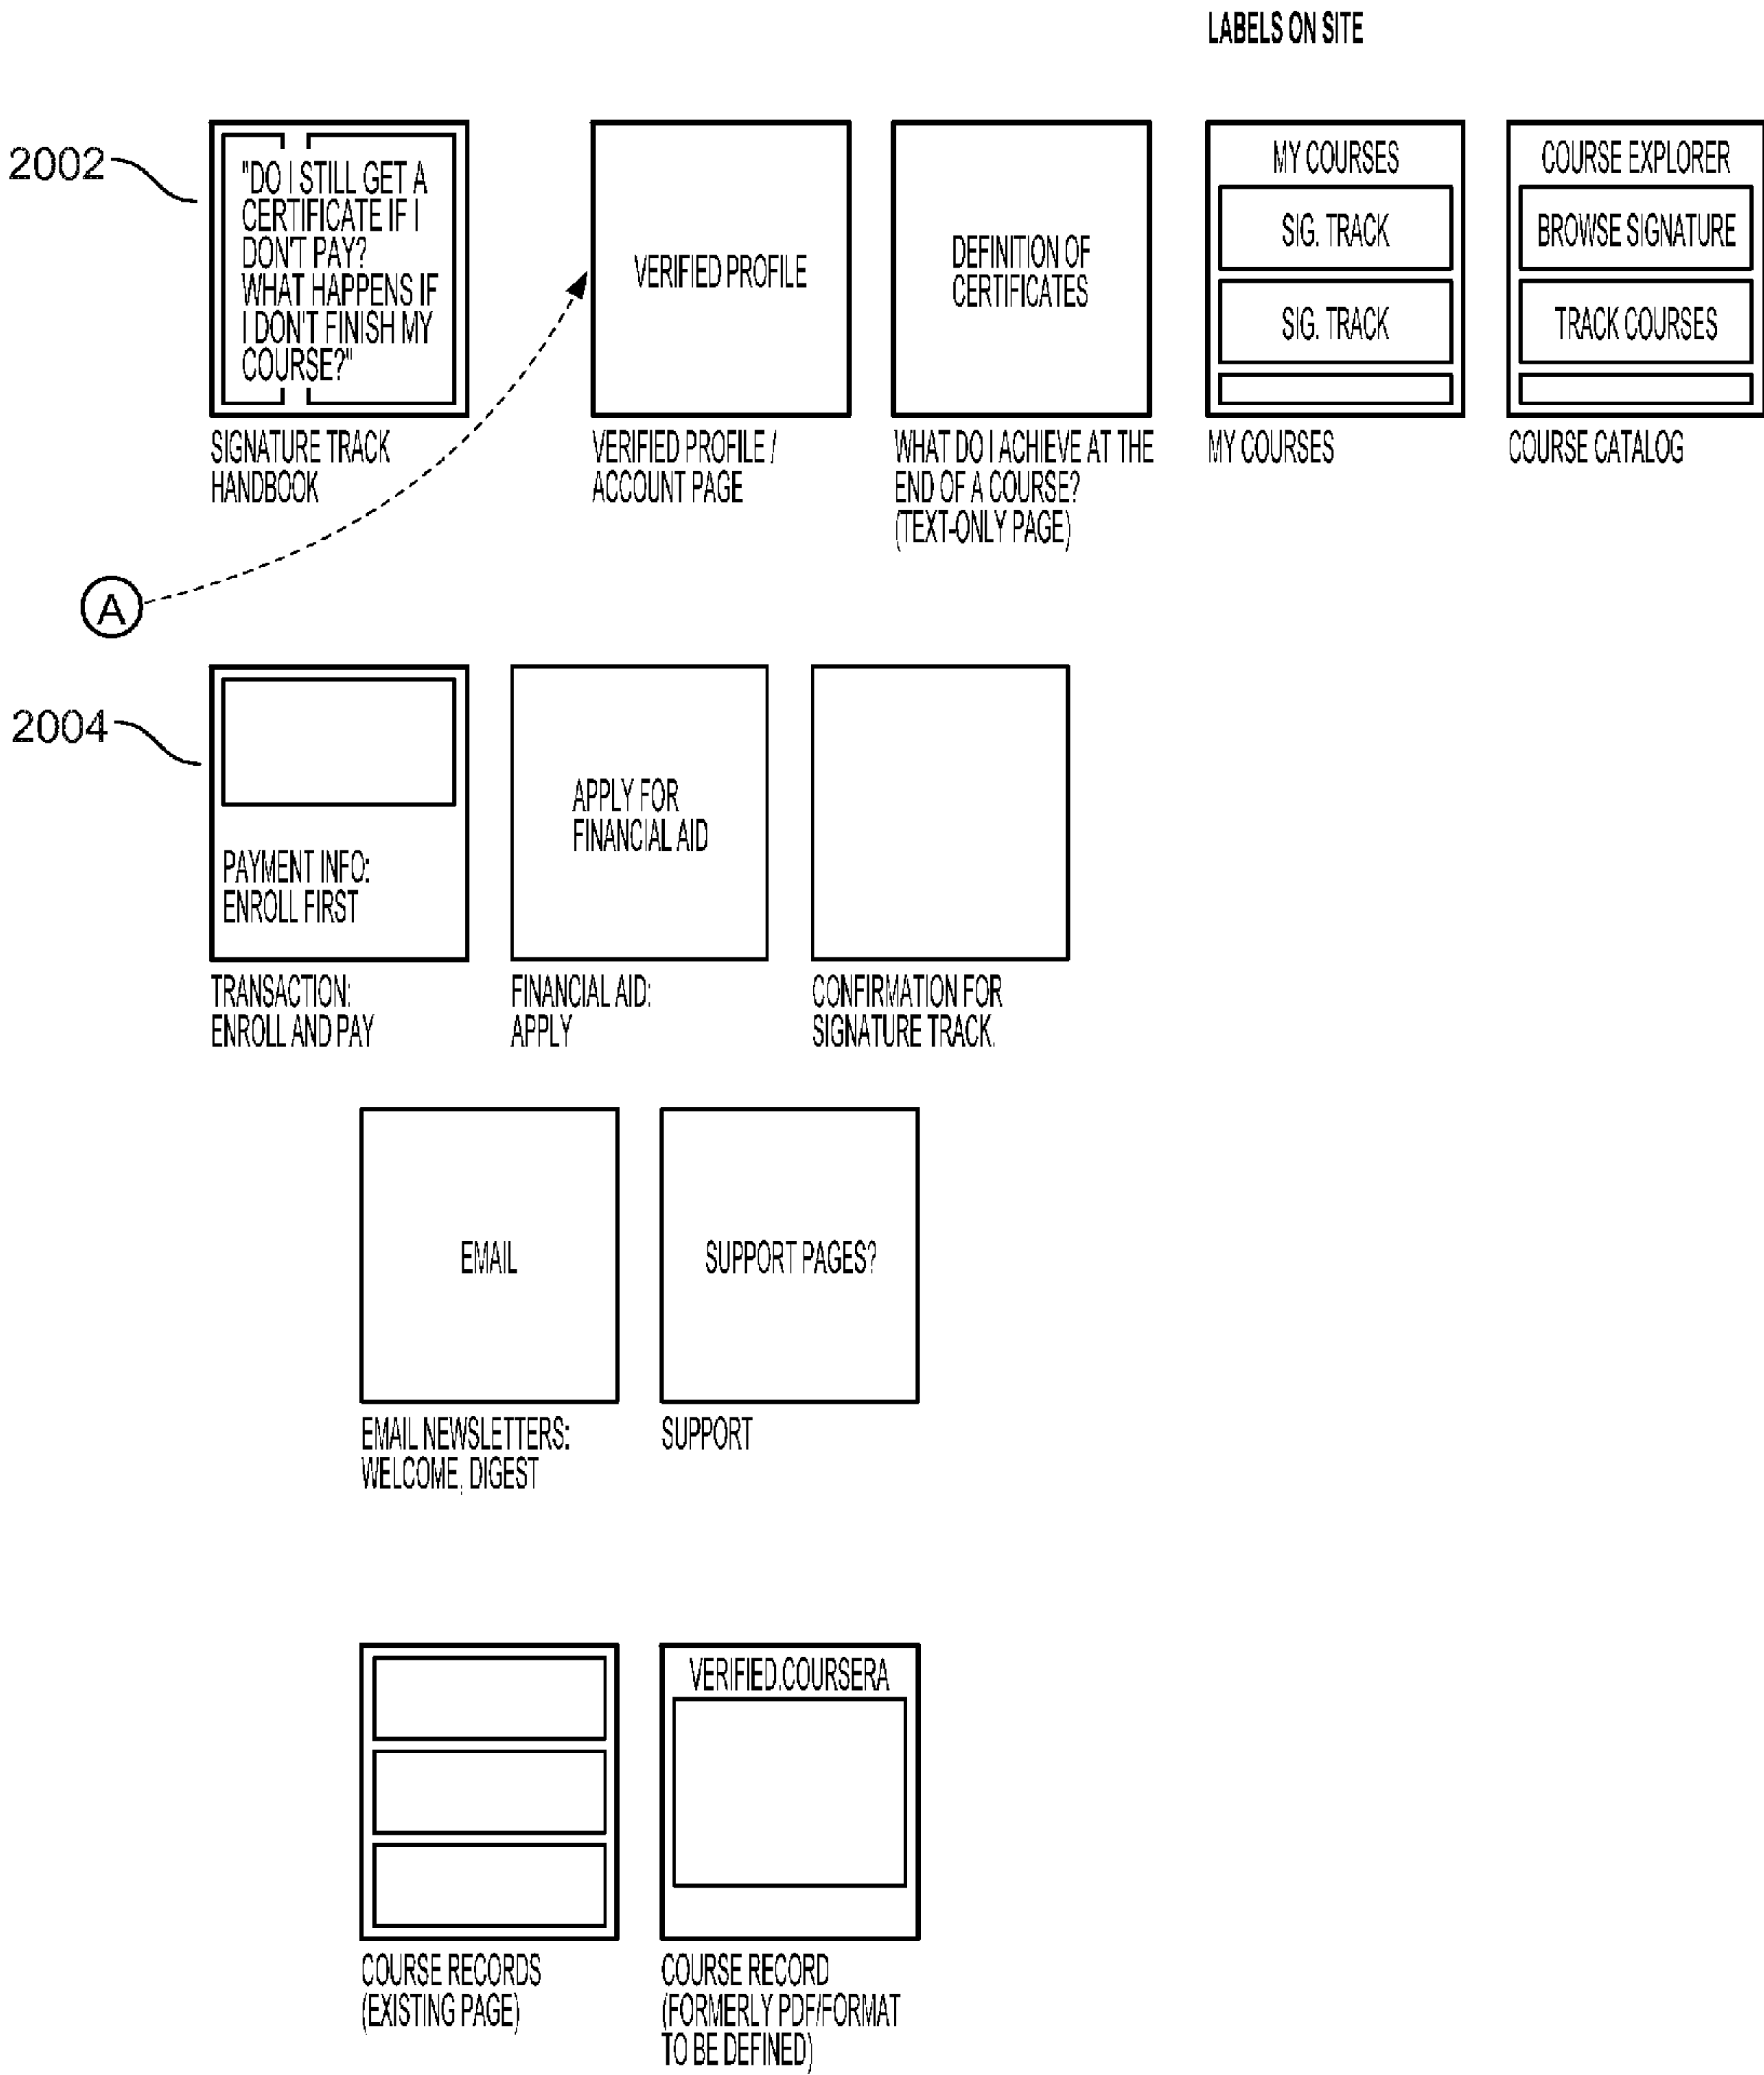 LABELS ON SITE
2002
"DO I STILL GET A
CERTIFICATE IF I
DON'T PAY?
WHAT HAPPENS IF
I DON'T FINISH MY
COURSE?"
SIGNATURE TRACK
HANDBOOK
VERIFIED PROFILE
VERIFIED PROFILE /
ACCOUNT PAGE
DEFINITION OF
CERTIFICATES
WHAT DO I ACHIEVE AT THE
END OF A COURSE?
(TEXT-ONLY PAGE)
MY COURSES
SIG. TRACK
SIG. TRACK
MY COURSES
COURSE EXPLORER
BROWSE SIGNATURE
TRACK COURSES
COURSE CATALOG
A
2004
PAYMENT INFO:
ENROLL FIRST
TRANSACTION:
ENROLL AND PAY
APPLY FOR
FINANCIAL AID
FINANCIAL AID:
APPLY
CONFIRMATION FOR
SIGNATURE TRACK.
EMAIL
EMAIL NEWSLETTERS:
WELCOME, DIGEST
SUPPORT PAGES?
SUPPORT
COURSE RECORDS
(EXISTING PAGE)
VERIFIED.COURSERA
COURSE RECORD
(FORMERLY PDF/FORMAT
TO BE DEFINED)